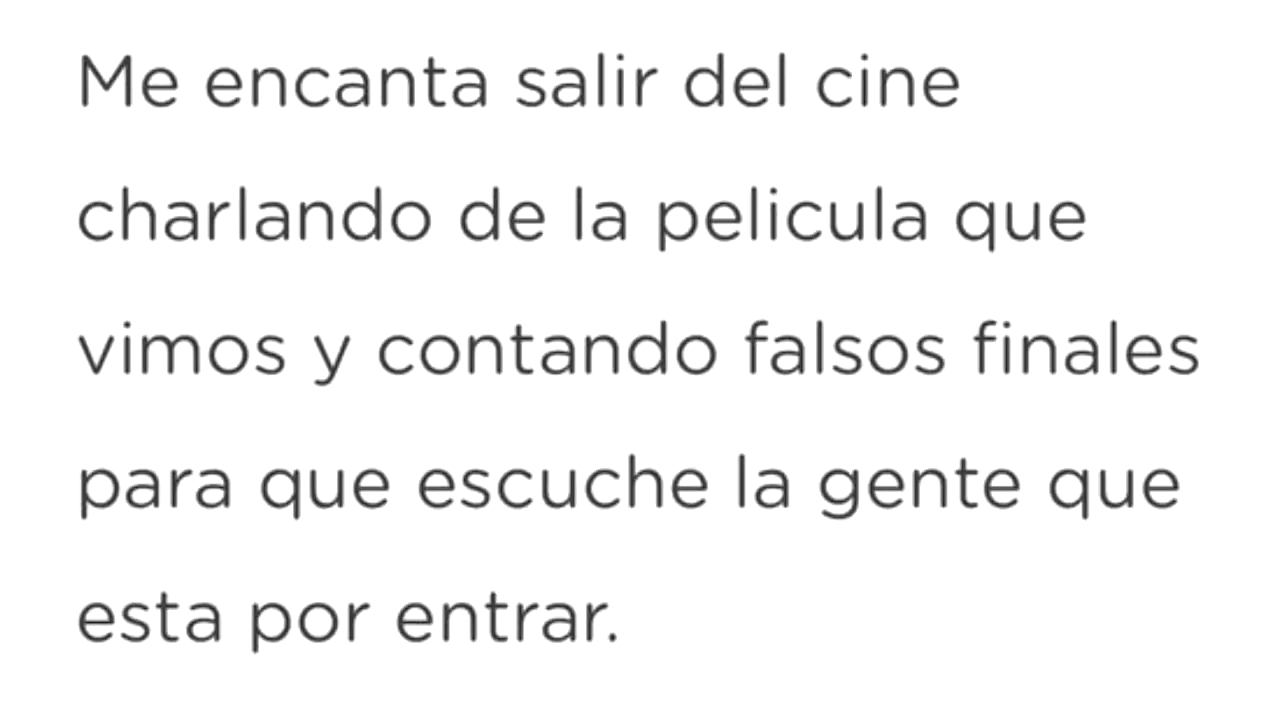 Me encanta salir del cine
charlando de la pelicula que
vimos y contando falsos finales
para que escuche la gente que
esta por entrar.